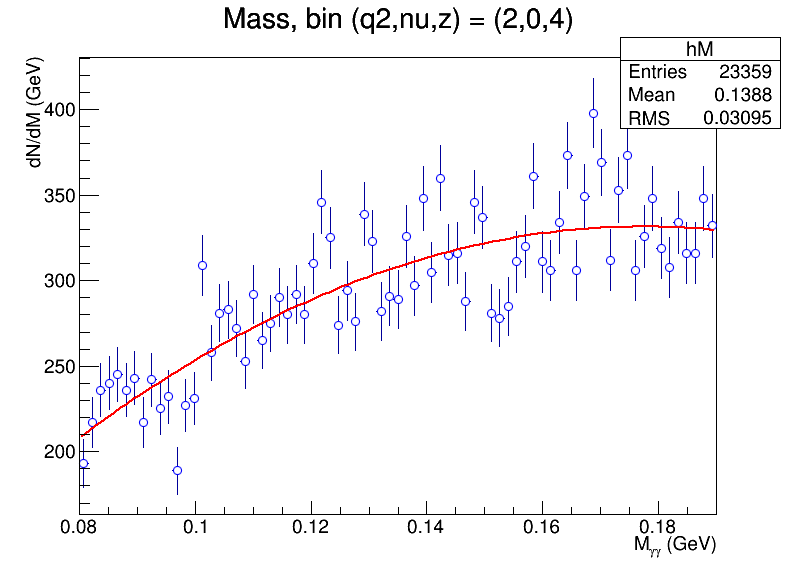 Mass, bin (q2,nu,z) = (2,0,4)
hM
Entries 23359
Mean 0.1388
RMS 0.03095
dN/dM (GeV)
400
350
300
250
200
0.08 0.1 0.12 0.14 0.16 0.18
Mγγ (GeV)